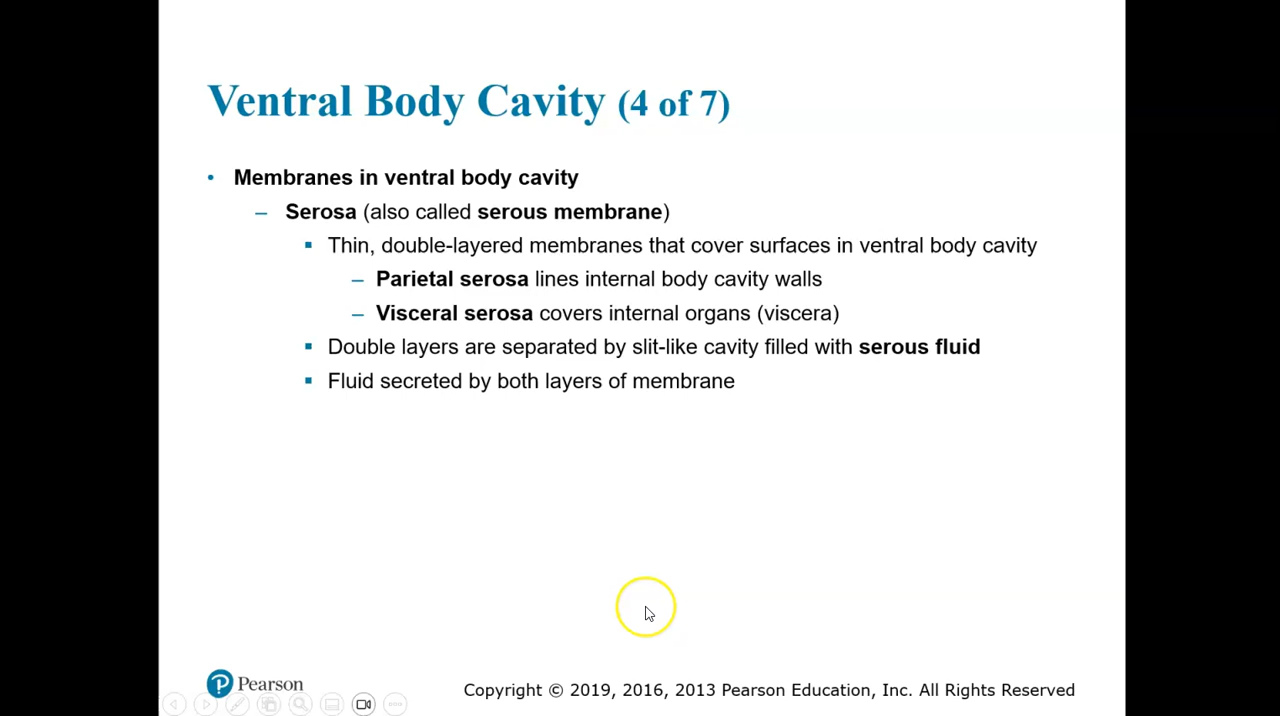 Ventral Body Cavity (4 of 7)
• Membranes in ventral body cavity
– Serosa (also called serous membrane)
▪ Thin, double-layered membranes that cover surfaces in ventral body cavity
– Parietal serosa lines internal body cavity walls
– Visceral serosa covers internal organs (viscera)
▪ Double layers are separated by slit-like cavity filled with serous fluid
▪ Fluid secreted by both layers of membrane
P Pearson
Copyright © 2019, 2016, 2013 Pearson Education, Inc. All Rights Reserved